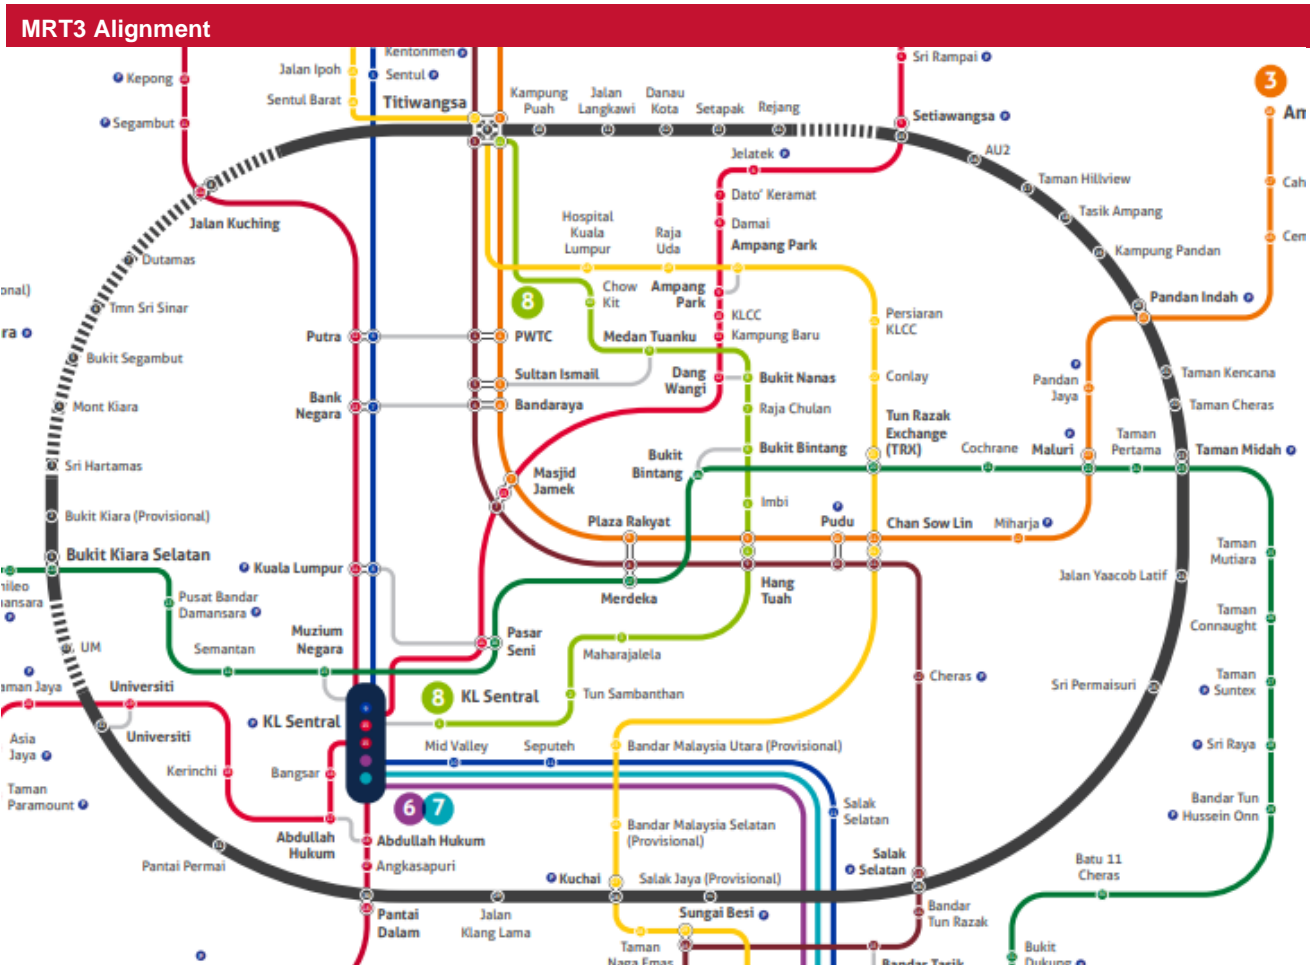 MRT3 Alignment
Kentonmen
Kepong
Jalan Ipoh
Sentul
Sri Rampai
3
Segambut
Sentul Barat
Titiwangsa
Kampung
Puah
Jalan
Langkawi
Danau
Kota
Setapak
Rejang
Setiawangsa
Jelatek
AU2
Dato' Keramat
Taman Hillview
Jalan Kuching
Hospital
Kuala
Lumpur
Raja
Uda
Damai
Ampang Park
Tasik Ampang
Dutamas
Kampung Pandan
8
Chow
Kit
Ampang
Park
onal)
Tmn Sri Sinar
KLCC
Persiaran
KLCC
Pandan Indah
ra
Putra
PWTC
Medan Tuanku
Kampung Baru
Bukit Segambut
Sultan Ismail
Dang
Wangi
Bukit Nanas
Conlay
Pandan
Jaya
Taman Kencana
Mont Kiara
Bank
Negara
Bandaraya
Raja Chulan
Taman Cheras
Tun Razak
Exchange
(TRX)
Sri Hartamas
Masjid
Jamek
Bukit
Bintang
Bukit Bintang
Cochrane
Maluri
Taman
Pertama
Taman Midah
Bukit Kiara (Provisional)
Imbi
Plaza Rakyat
Pudu
Chan Sow Lin
Miharja
Bukit Kiara Selatan
Kuala Lumpur
Taman
Mutiara
Jalan Yaacob Latif
Hang
Tuah
Merdeka
Pusat Bandar
Damansara
Taman
Connaught
Muzium
Negara
Pasar
Seni
UM
Semantan
Maharajalela
Cheras
Taman
Suntex
Sri Permaisuri
aman Jaya
Universiti
8
KL Sentral
Tun Sambanthan
KL Sentral
Asia
Jaya
Universiti
Mid Valley
Seputeh
Bandar Malaysia Utara (Provisional)
Sri Raya
Kerinchi
Bangsar
Taman
Paramount
6
7
Salak
Selatan
Bandar Tun
Hussein Onn
Abdullah
Hukum
Abdullah Hukum
Bandar Malaysia Selatan
(Provisional)
Pantai Permai
Angkasapuri
Salak
Selatan
Batu 11
Cheras
Kuchai
Salak Jaya (Provisional)
Pantai
Dalam
Jalan
Klang Lama
Sungai Besi
Bandar
Tun Razak
Taman
Naga Emas
Bukit
Dukung
Bandar Tasik